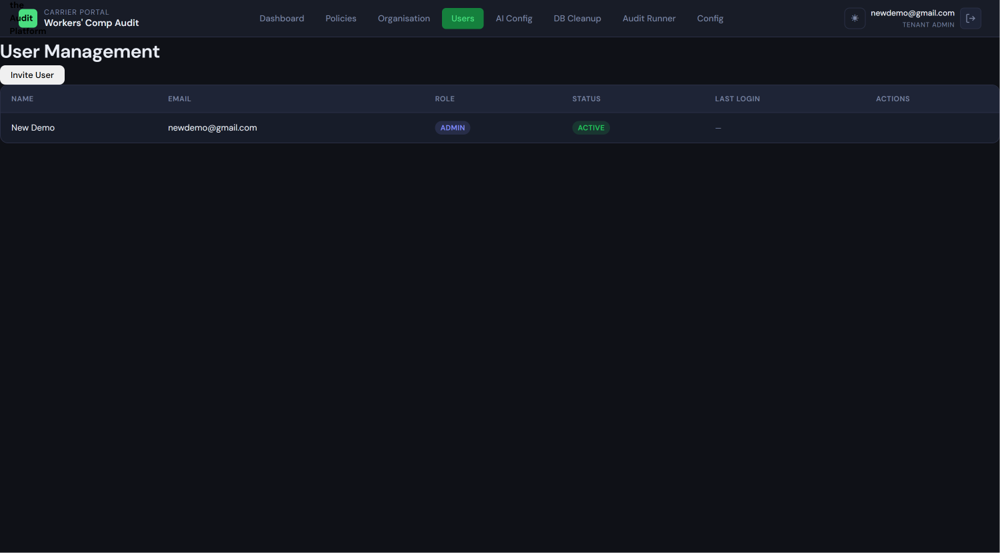 the
Audit
Platform
CARRIER PORTAL
Workers' Comp Audit
Dashboard
Policies
Organisation
Users
AI Config
DB Cleanup
Audit Runner
Config
newdemo@gmail.com
TENANT ADMIN
User Management
Invite User
NAME EMAIL ROLE STATUS LAST LOGIN ACTIONS
New Demo newdemo@gmail.com ADMIN ACTIVE —